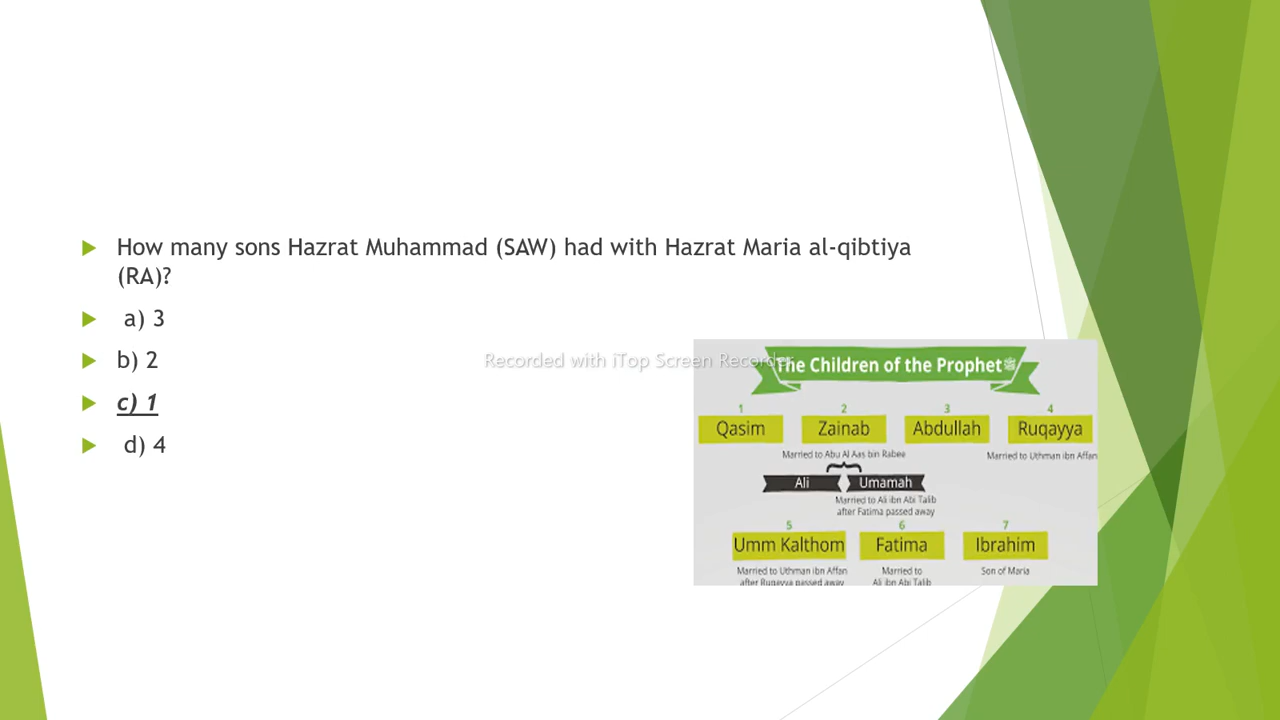 How many sons Hazrat Muhammad (SAW) had with Hazrat Maria al-qibtiya
(RA)?
a) 3
b) 2
c) 1
d) 4
Recorded with iTop Screen Recorder
The Children of the Prophet ﷺ
1 2 3 4
Qasim Zainab Abdullah Ruqayya
Married to Abu Al Aas bin Rabee Married to Uthman ibn Affan
Ali Umamah
Married to Ali ibn Abi Talib
after Fatima passed away
5 6 7
Umm Kalthom Fatima Ibrahim
Married to Uthman ibn Affan Married to Son of Maria
after Ruqayya passed away Ali ibn Abi Talib